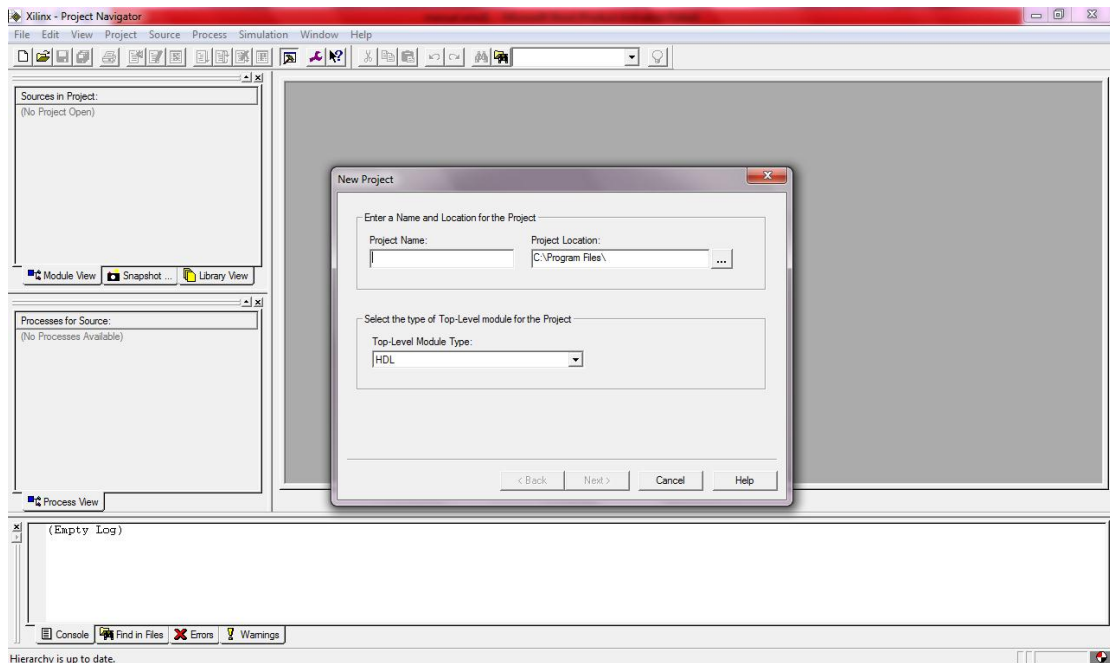 Xilinx - Project Navigator
File Edit View Project Source Process Simulation Window Help
Sources in Project:
(No Project Open)
Module View Snapshot ... Library View
Processes for Source:
(No Processes Available)
Process View
New Project
Enter a Name and Location for the Project
Project Name: Project Location:
C:\Program Files\ ...
Select the type of Top-Level module for the Project
Top-Level Module Type:
HDL
< Back Next > Cancel Help
(Empty Log)
Console Find in Files Errors Warnings
Hierarchy is up to date.